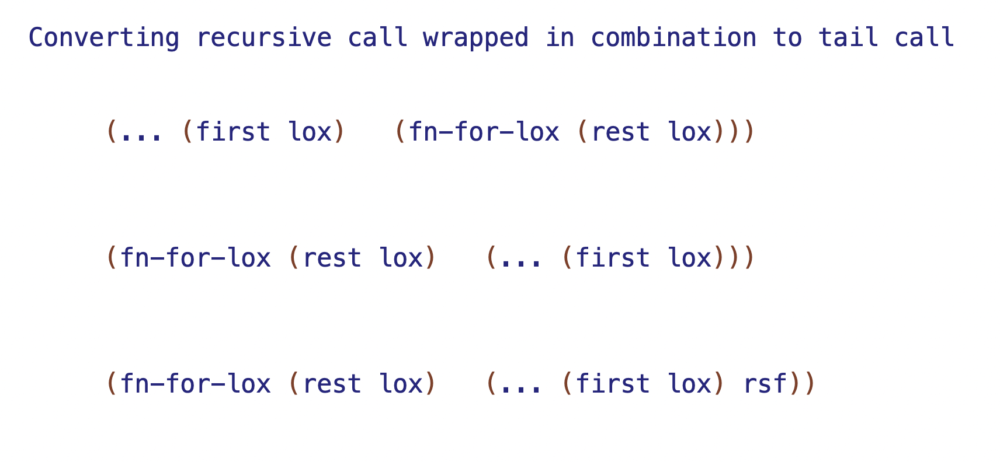 Converting recursive call wrapped in combination to tail call
(... (first lox) (fn-for-lox (rest lox)))
(fn-for-lox (rest lox) (... (first lox)))
(fn-for-lox (rest lox) (... (first lox) rsf))